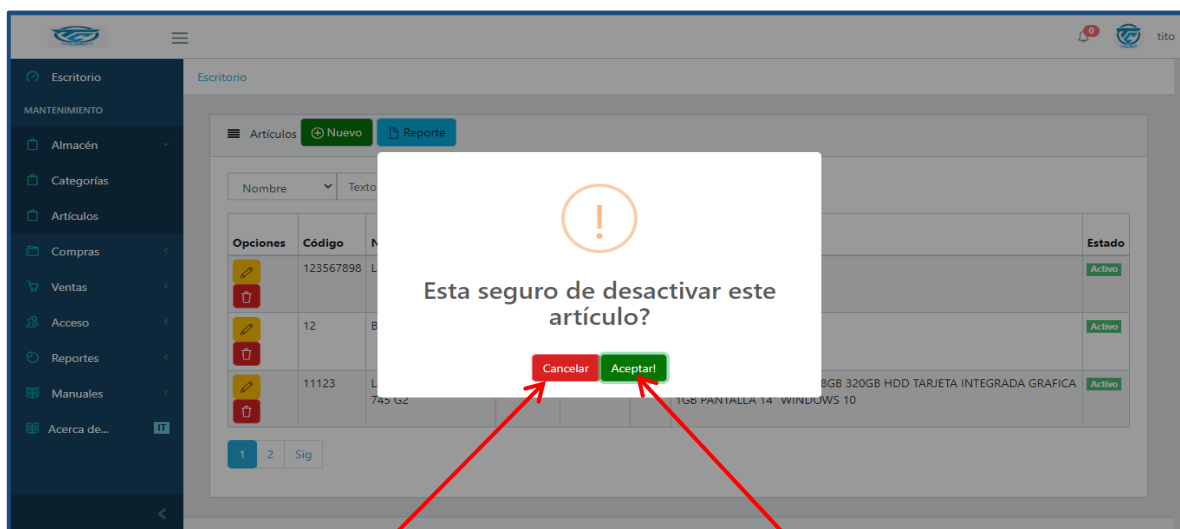 0
tito
Escritorio
Escritorio
MANTENIMIENTO
Almacén
Categorías
Artículos
Compras
Ventas
Acceso
Reportes
Manuales
Acerca de... IT
Artículos Nuevo Reporte
Nombre Texto
Opciones Código N Estado
123567898 L Activo
12 B Activo
11123 L 8GB 320GB HDD TARJETA INTEGRADA GRAFICA Activo
745 G2 1GB PANTALLA 14" WINDOWS 10
Esta seguro de desactivar este
artículo?
Cancelar Aceptar!
1 2 Sig